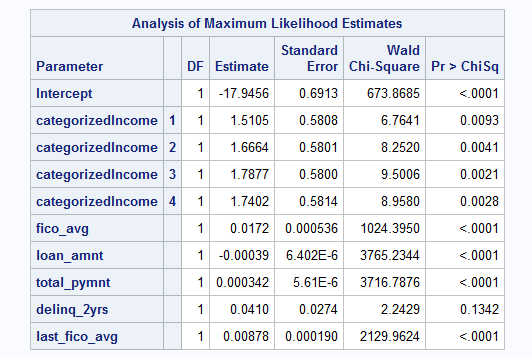 Analysis of Maximum Likelihood Estimates
Parameter DF Estimate Standard Error Wald Chi-Square Pr > ChiSq
Intercept 1 -17.9456 0.6913 673.8685 <.0001
categorizedIncome 1 1 1.5105 0.5808 6.7641 0.0093
categorizedIncome 2 1 1.6664 0.5801 8.2520 0.0041
categorizedIncome 3 1 1.7877 0.5800 9.5006 0.0021
categorizedIncome 4 1 1.7402 0.5814 8.9580 0.0028
fico_avg 1 0.0172 0.000536 1024.3950 <.0001
loan_amnt 1 -0.00039 6.402E-6 3765.2344 <.0001
total_pymnt 1 0.000342 5.61E-6 3716.7876 <.0001
delinq_2yrs 1 0.0410 0.0274 2.2429 0.1342
last_fico_avg 1 0.00878 0.000190 2129.9624 <.0001